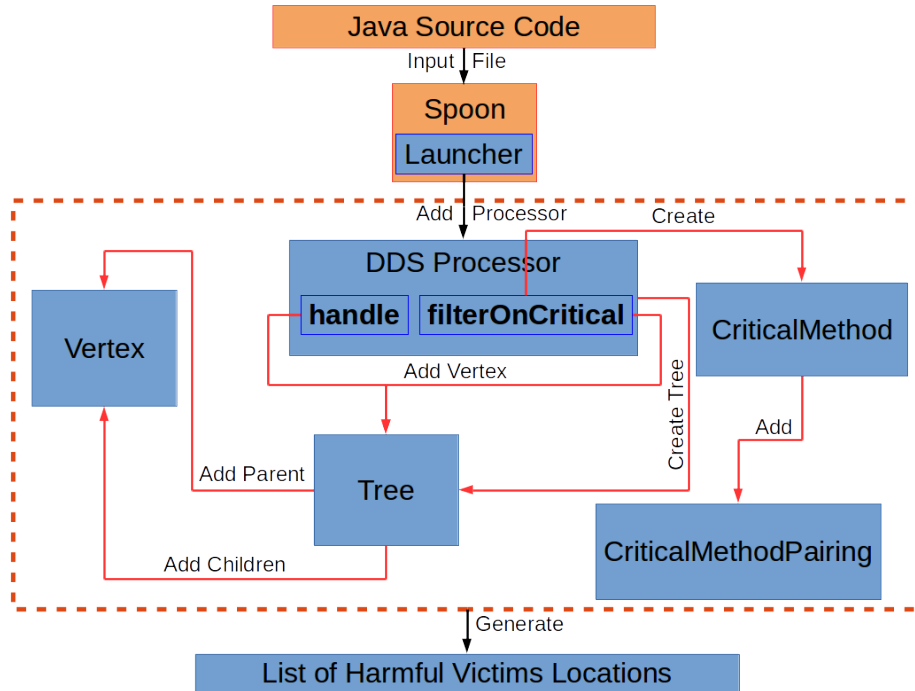 Java Source Code
Input File
Spoon
Launcher
Add Processor
Create
DDS Processor
handle
filterOnCritical
Vertex
CriticalMethod
Add Vertex
Create Tree
Add
Add Parent
Tree
CriticalMethodPairing
Add Children
Generate
List of Harmful Victims Locations